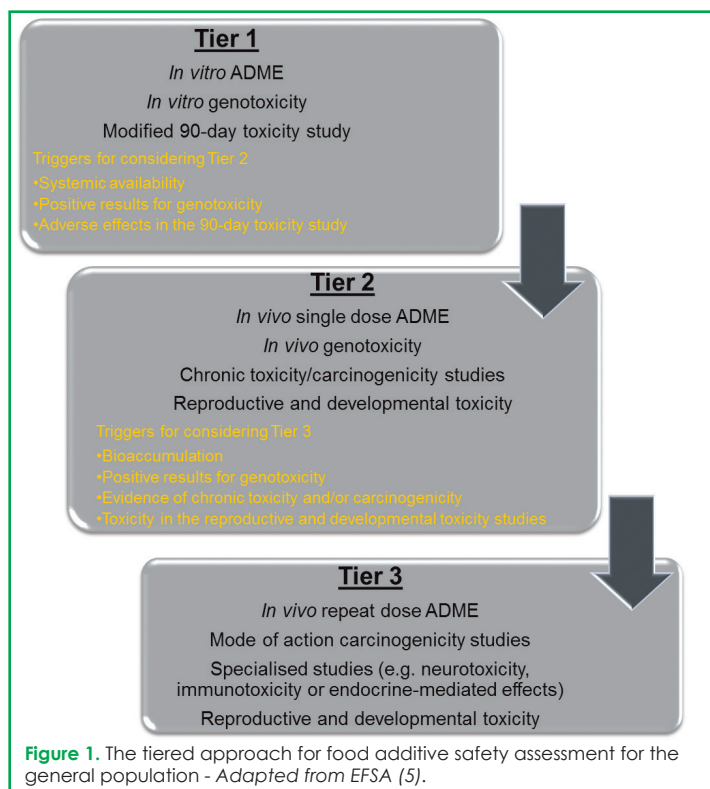 Tier 1
In vitro ADME
In vitro genotoxicity
Modified 90-day toxicity study
Triggers for considering Tier 2
•Systemic availability
•Positive results for genotoxicity
•Adverse effects in the 90-day toxicity study
Tier 2
In vivo single dose ADME
In vivo genotoxicity
Chronic toxicity/carcinogenicity studies
Reproductive and developmental toxicity
Triggers for considering Tier 3
•Bioaccumulation
•Positive results for genotoxicity
•Evidence of chronic toxicity and/or carcinogenicity
•Toxicity in the reproductive and developmental toxicity studies
Tier 3
In vivo repeat dose ADME
Mode of action carcinogenicity studies
Specialised studies (e.g. neurotoxicity,
immunotoxicity or endocrine-mediated effects)
Reproductive and developmental toxicity
Figure 1. The tiered approach for food additive safety assessment for the
general population - Adapted from EFSA (5).